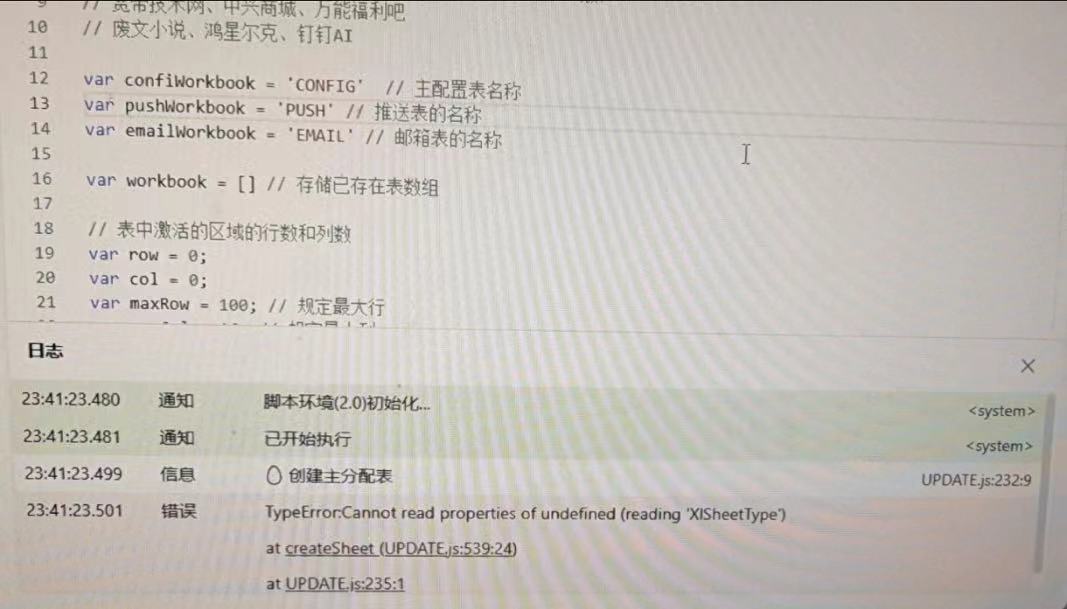 9 // 宽带技术网、中兴商城、万能福利吧
10 // 废文小说、鸿星尔克、钉钉AI
11
12 var confiWorkbook = 'CONFIG' // 主配置表名称
13 var pushWorkbook = 'PUSH' // 推送表的名称
14 var emailWorkbook = 'EMAIL' // 邮箱表的名称
15
16 var workbook = [] // 存储已存在表数组
17
18 // 表中激活的区域的行数和列数
19 var row = 0;
20 var col = 0;
21 var maxRow = 100; // 规定最大行
日志
23:41:23.480 通知 脚本环境(2.0)初始化... <system>
23:41:23.481 通知 已开始执行 <system>
23:41:23.499 信息 创建主分配表 UPDATE.js:232:9
23:41:23.501 错误 TypeError:Cannot read properties of undefined (reading 'XlSheetType')
at createSheet (UPDATE.js:539:24)
at UPDATE.js:235:1